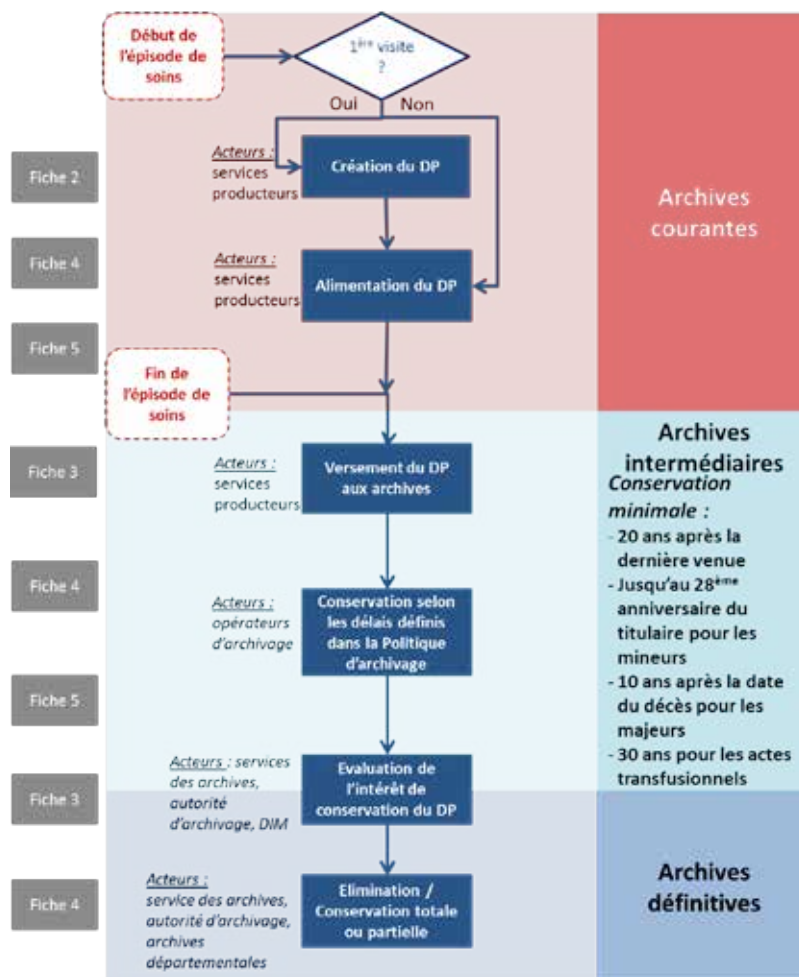 Début de
l'épisode de
soins
1ère visite
?
Oui
Non
Fiche 2
Acteurs :
services
producteurs
Création du DP
Archives
courantes
Fiche 4
Acteurs :
services
producteurs
Alimentation du DP
Fiche 5
Fin de
l'épisode de
soins
Fiche 3
Acteurs :
services
producteurs
Versement du DP
aux archives
Archives
intermédiaires
Conservation
minimale :
- 20 ans après la
dernière venue
- Jusqu'au 28ème
anniversaire du
titulaire pour les
mineurs
- 10 ans après la date
du décès pour les
majeurs
- 30 ans pour les actes
transfusionnels
Fiche 4
Acteurs :
opérateurs
d'archivage
Conservation selon
les délais définis
dans la Politique
d'archivage
Fiche 5
Fiche 3
Acteurs : services
des archives,
autorité
d'archivage, DIM
Evaluation de
l'intérêt de
conservation du DP
Fiche 4
Acteurs :
service des archives,
autorité d'archivage,
archives
départementales
Elimination /
Conservation totale
ou partielle
Archives
définitives